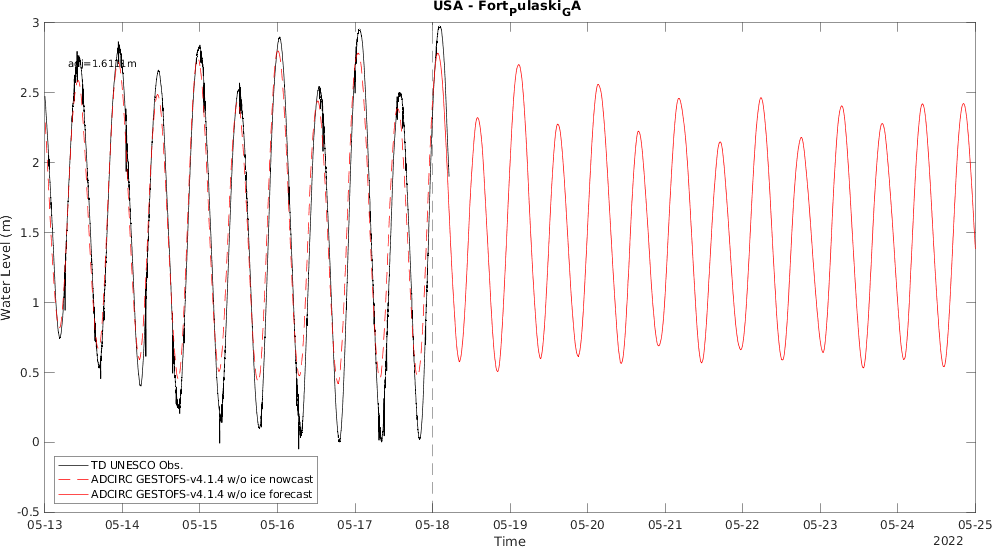 USA - FortPulaskiGA
adj=1.6111m
3
2.5
2
1.5
1
0.5
0
-0.5
Water Level (m)
TD UNESCO Obs.
ADCIRC GESTOFS-v4.1.4 w/o ice nowcast
ADCIRC GESTOFS-v4.1.4 w/o ice forecast
05-13 05-14 05-15 05-16 05-17 05-18 05-19 05-20 05-21 05-22 05-23 05-24 05-25
Time
2022